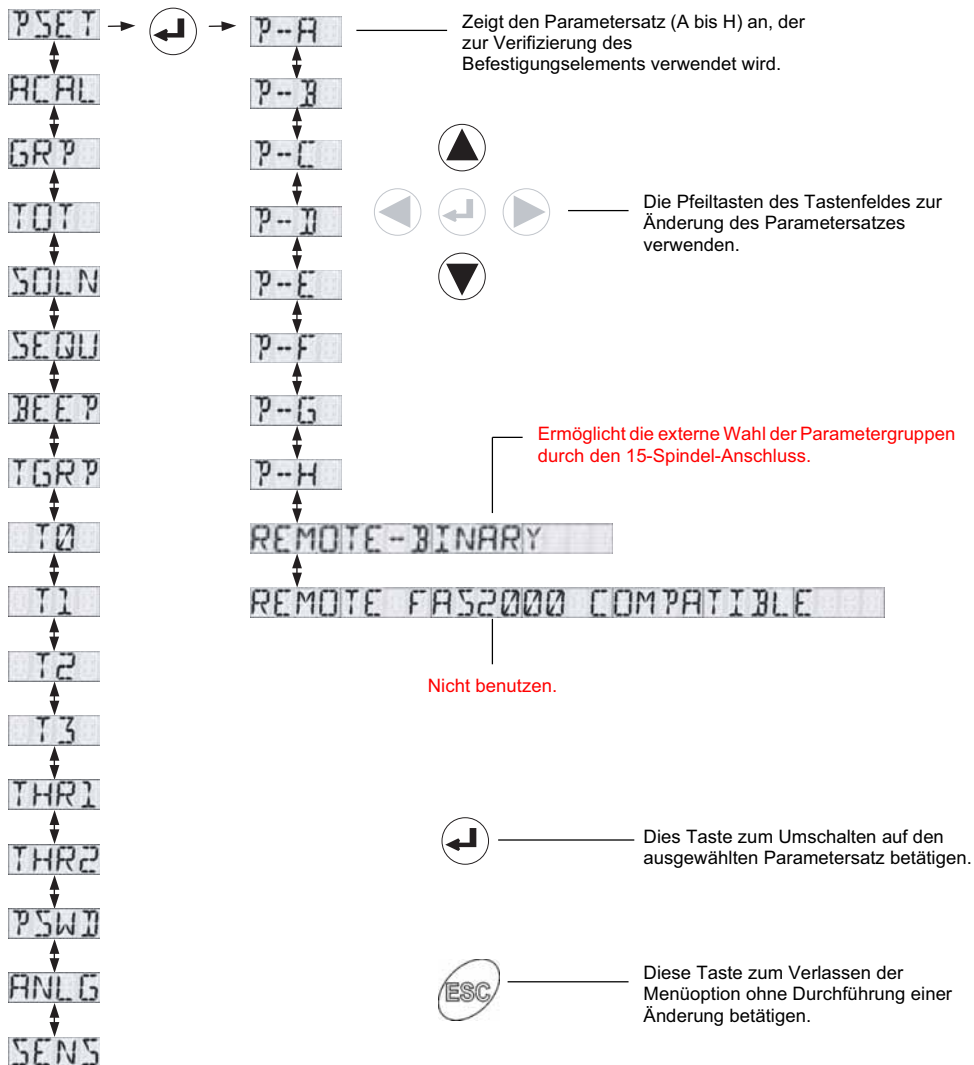 PSET
ACAL
GRP
TOT
SOLN
SEQU
BEEP
TGRP
T0
T1
T2
T3
THR1
THR2
PSWD
ANLG
SENS
P--A
P--B
P--C
P--D
P--E
P--F
P--G
P--H
REMOTE-BINARY
REMOTE FAS2000 COMPATIBLE
Zeigt den Parametersatz (A bis H) an, der
zur Verifizierung des
Befestigungselements verwendet wird.
Die Pfeiltasten des Tastenfeldes zur
Änderung des Parametersatzes
verwenden.
Ermöglicht die externe Wahl der Parametergruppen
durch den 15-Spindel-Anschluss.
Nicht benutzen.
Dies Taste zum Umschalten auf den
ausgewählten Parametersatz betätigen.
ESC
Diese Taste zum Verlassen der
Menüoption ohne Durchführung einer
Änderung betätigen.